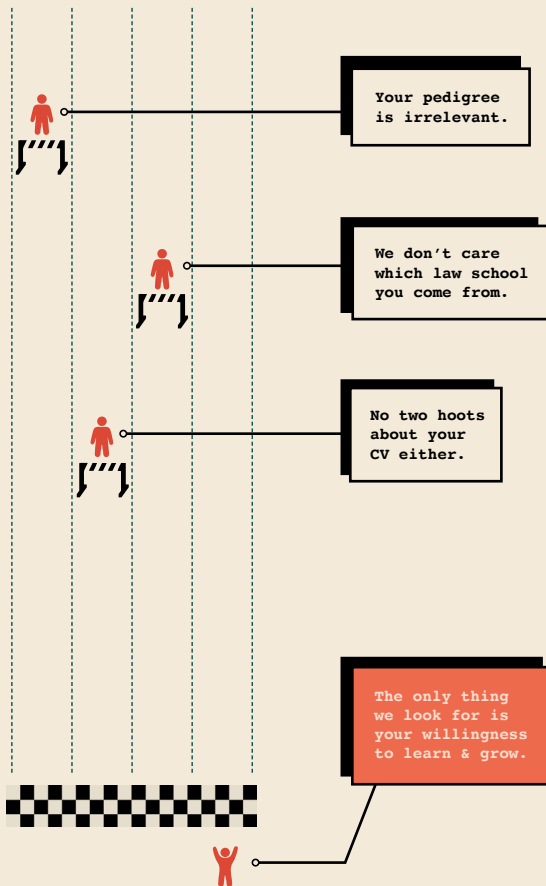 Your pedigree
is irrelevant.
We don't care
which law school
you come from.
No two hoots
about your
CV either.
The only thing
we look for is
your willingness
to learn & grow.